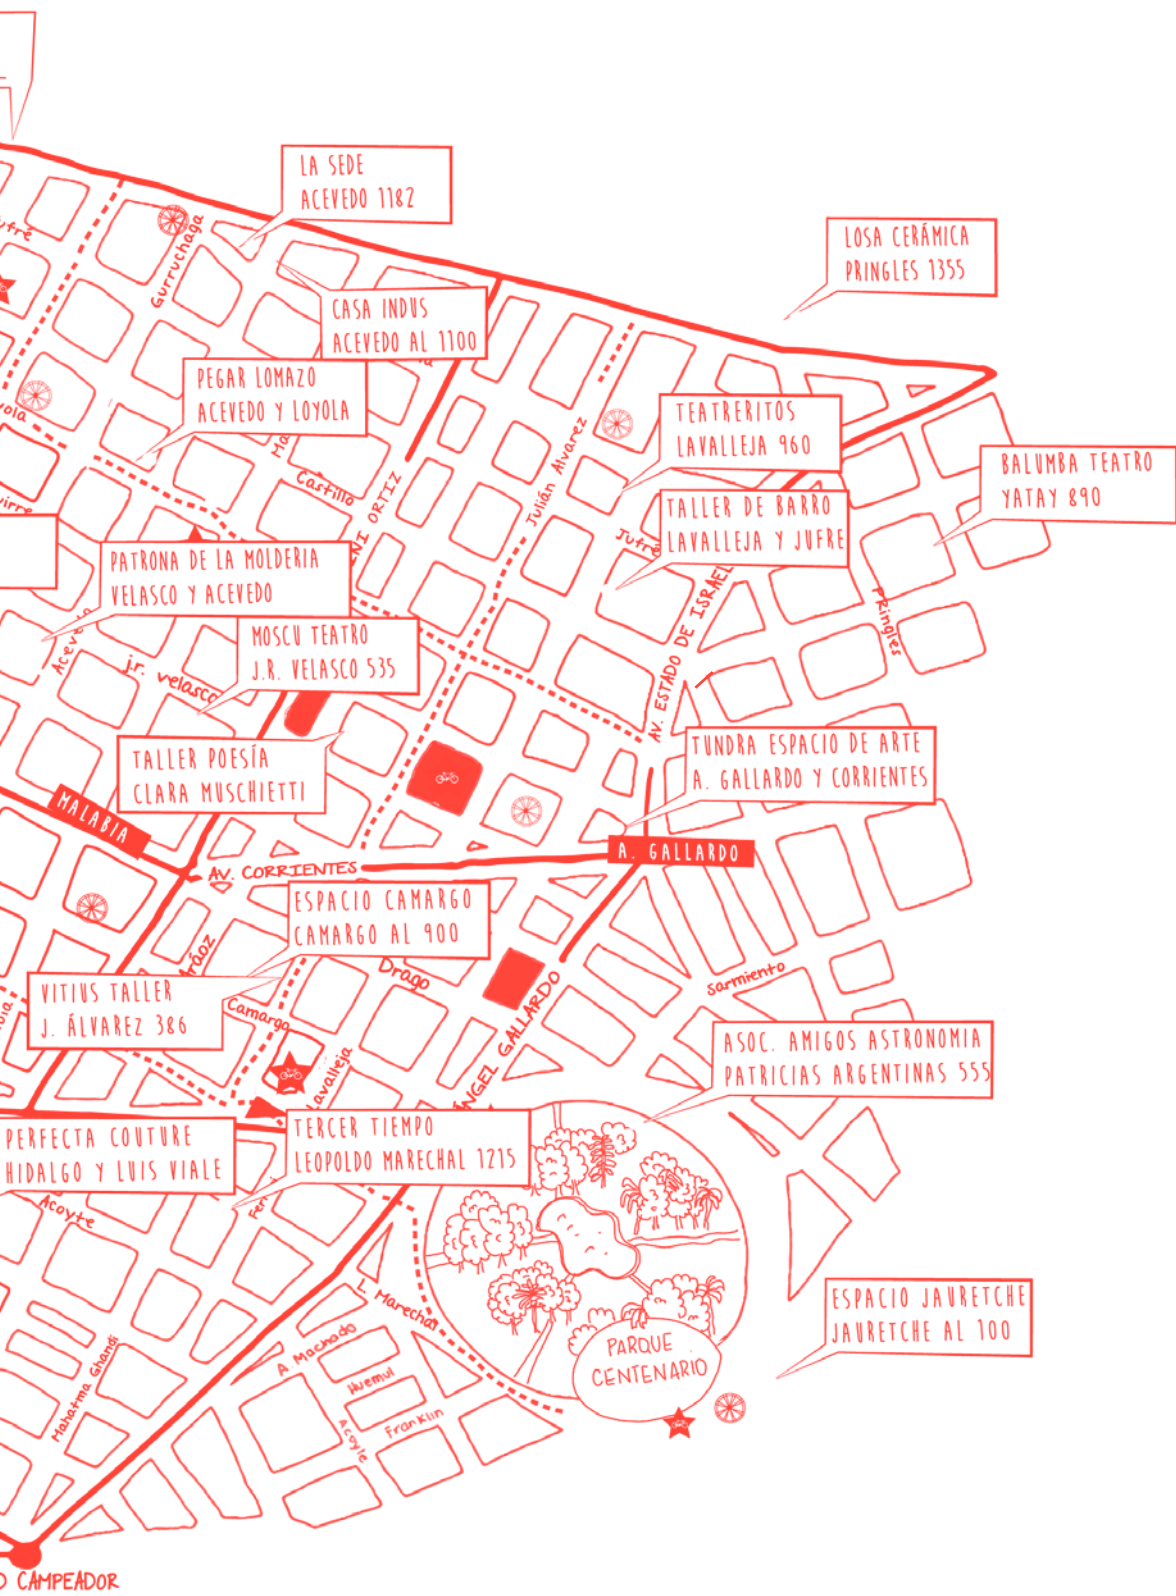 LA SEDE
ACEVEDO 1182
Gurruchaga
LOSA CERÁMICA
PRINGLES 1355
CASA INDUS
ACEVEDO AL 1100
PEGAR LOMAZO
ACEVEDO Y LOYOLA
TEATRERITOS
LAVALLEJA 960
Julián Alvarez
BALUMBA TEATRO
YATAY 890
Castillo
TALLER DE BARRO
LAVALLEJA Y JUFRE
Jufré
PATRONA DE LA MOLDERIA
VELASCO Y ACEVEDO
Acevedo
Pringles
MOSCU TEATRO
J.R. VELASCO 535
j.r. velasco
AV. ESTADO DE ISRAEL
TUNDRA ESPACIO DE ARTE
A. GALLARDO Y CORRIENTES
TALLER POESÍA
CLARA MUSCHIETTI
MALABIA
A. GALLARDO
AV. CORRIENTES
ESPACIO CAMARGO
CAMARGO AL 900
Aráoz
Drago
Sarmiento
VITIUS TALLER
J. ÁLVAREZ 386
Camargo
ÁNGEL GALLARDO
ASOC. AMIGOS ASTRONOMIA
PATRICIAS ARGENTINAS 555
Lavalleja
PERFECTA COUTURE
HIDALGO Y LUIS VIALE
TERCER TIEMPO
LEOPOLDO MARECHAL 1215
Acoyte
L. Marechal
ESPACIO JAURETCHE
JAURETCHE AL 100
A Machado
PARQUE
CENTENARIO
Mahatma Ghandi
Huemul
Franklin
Acoyte
CAMPEADOR